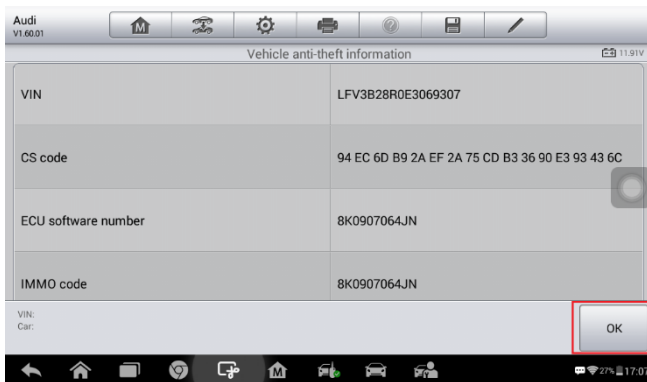 Audi
V1.60.01
Vehicle anti-theft information
11.91V
VIN
LFV3B28R0E3069307
CS code
94 EC 6D B9 2A EF 2A 75 CD B3 36 90 E3 93 43 6C
ECU software number
8K0907064JN
IMMO code
8K0907064JN
VIN:
Car:
OK
27% 17:07